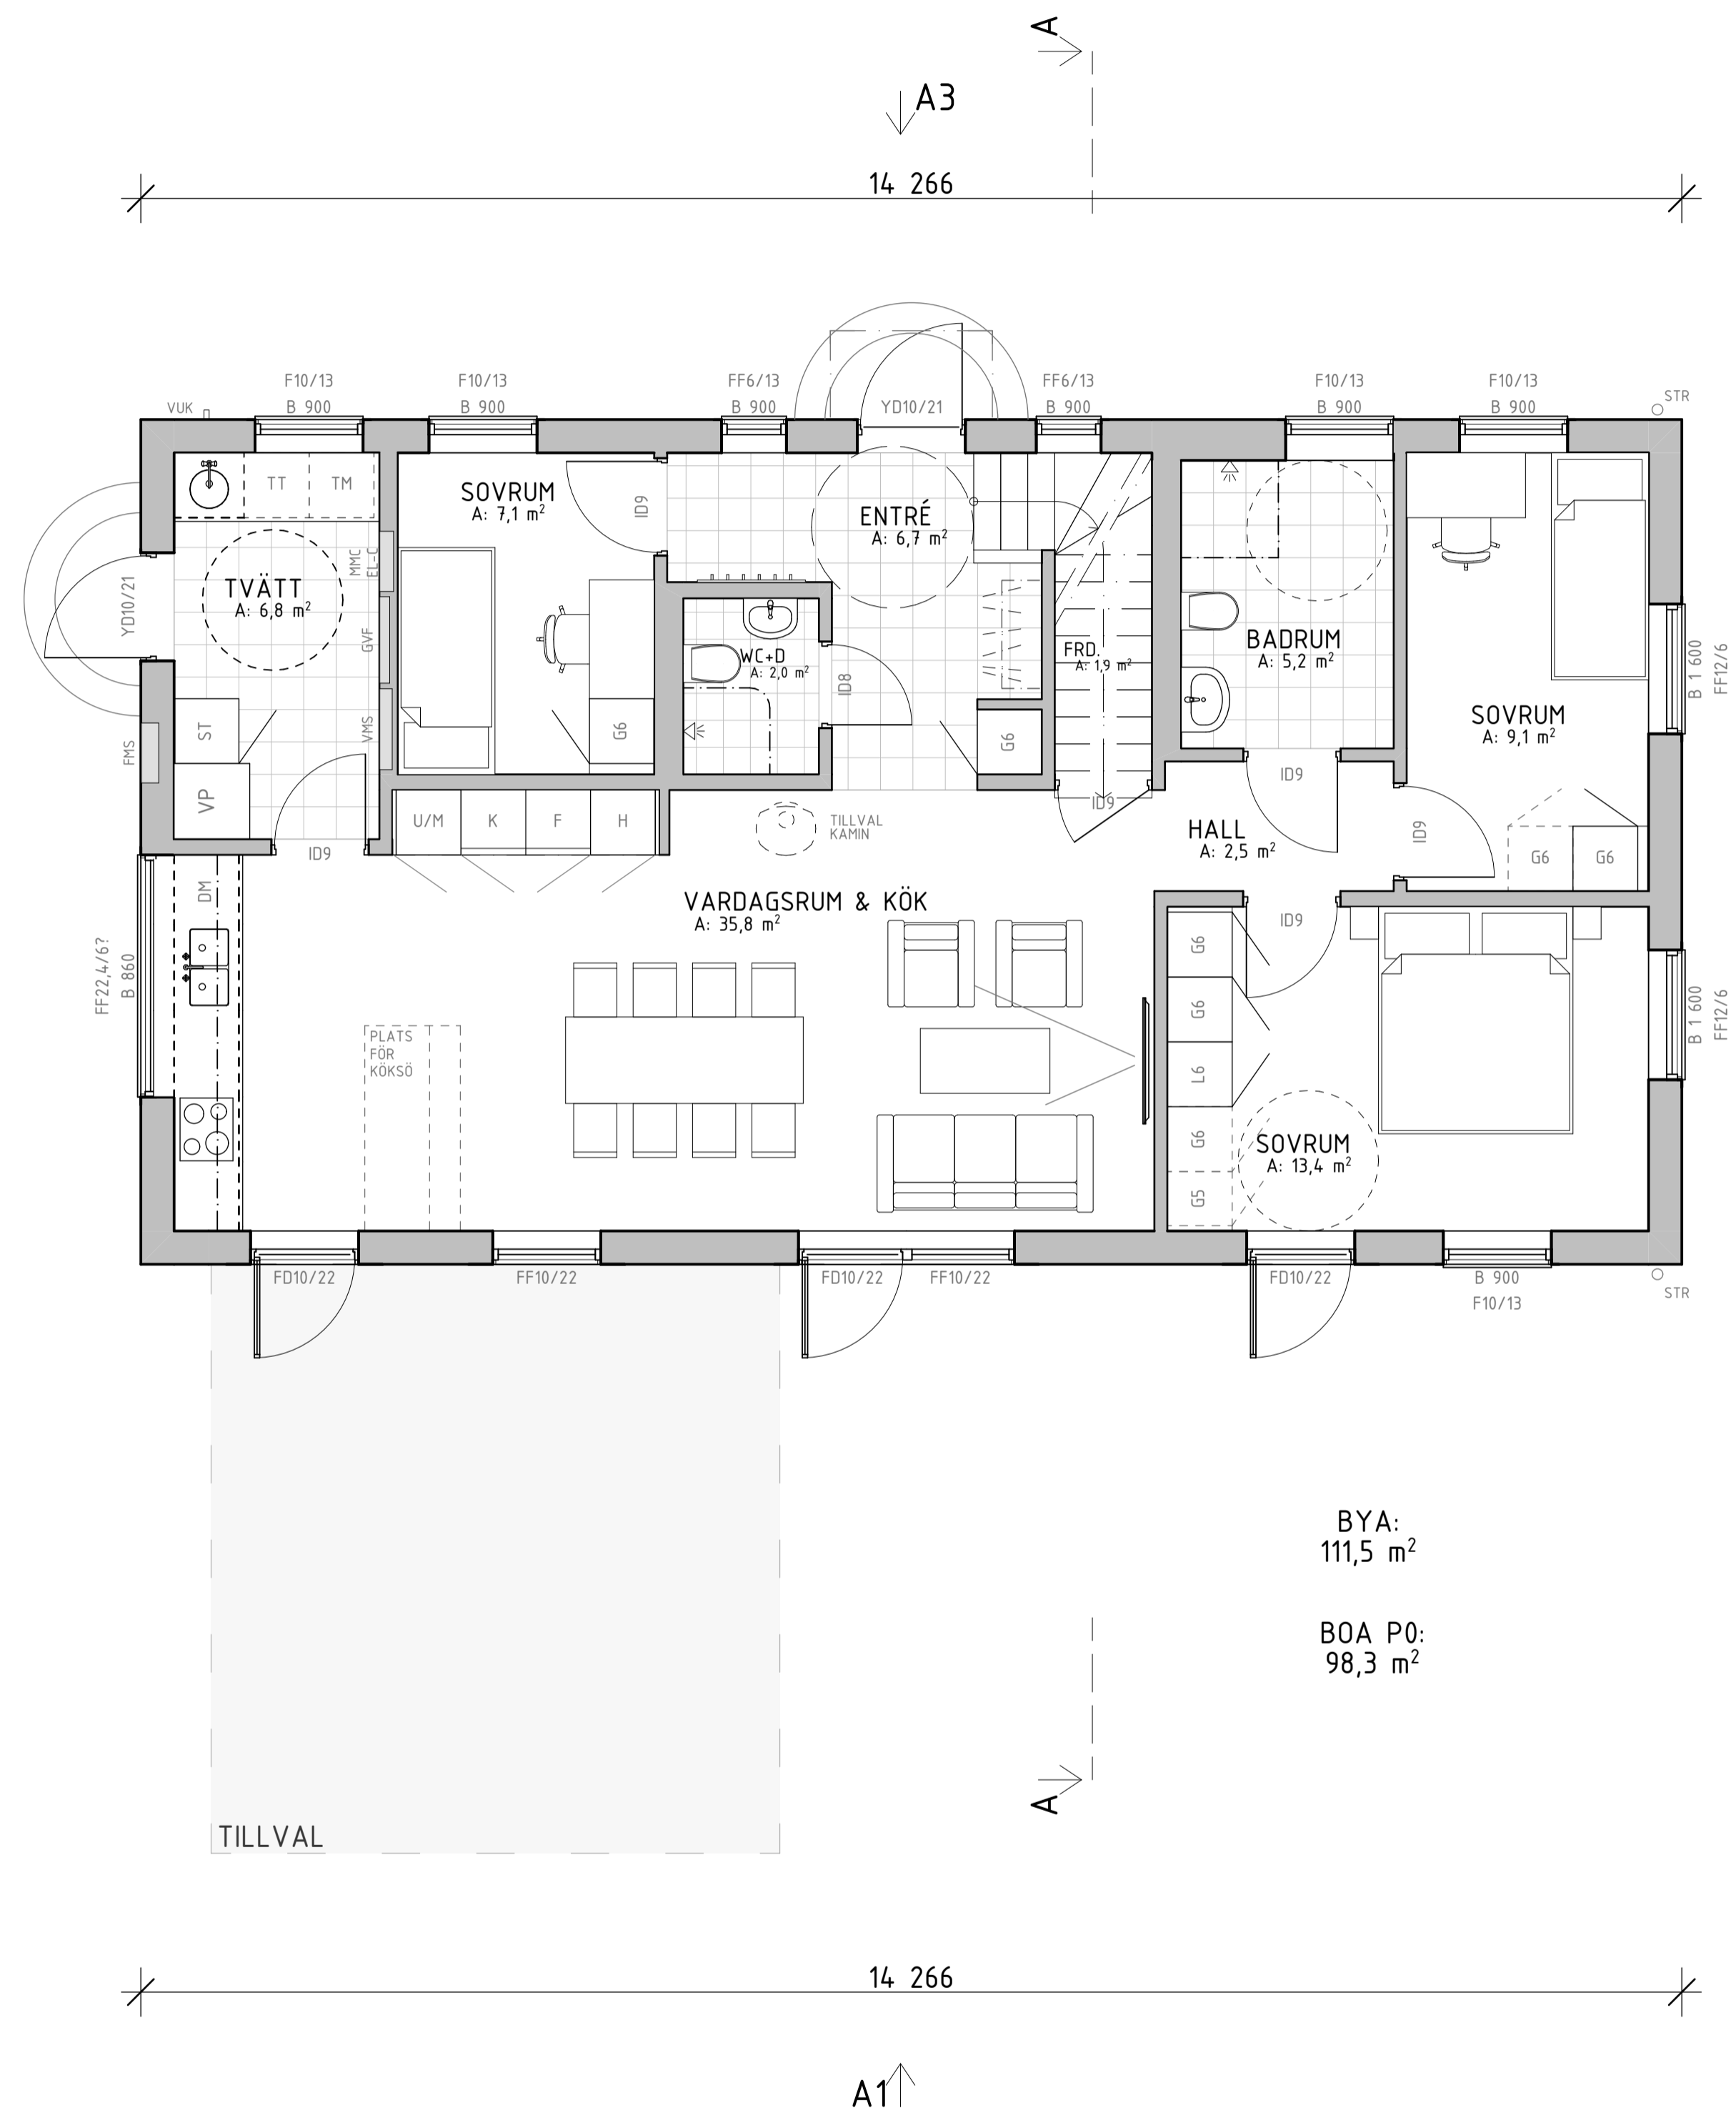 A
A3
14 266
F10/13
F10/13
FF6/13
FF6/13
F10/13
F10/13
STR
VUK
B 900
B 900
B 900
YD10/21
B 900
B 900
B 900
TT
TM
SOVRUM
A: 7,1 m²
ID9
ENTRÉ
A: 6,7 m²
MMC
EL-C
YD10/21
TVÄTT
A: 6,8 m²
GVF
WC+D
A: 2,0 m²
ID8
FRD.
A: 1,9 m²
BADRUM
A: 5,2 m²
B 1 600
FF12/6
SOVRUM
A: 9,1 m²
FMS
ST
VMS
G6
G6
VP
ID9
ID9
U/M
K
F
H
TILLVAL
KAMIN
HALL
A: 2,5 m²
ID9
G6
G6
ID9
DM
VARDAGSRUM & KÖK
A: 35,8 m²
ID9
G6
FF22,4/6?
B 860
G6
B 1 600
FF12/6
PLATS
FÖR
KÖKSÖ
L6
G6
SOVRUM
A: 13,4 m²
G5
FD10/22
FF10/22
FD10/22
FF10/22
FD10/22
B 900
F10/13
STR
BYA:
111,5 m²
BOA P0:
98,3 m²
A
TILLVAL
14 266
A1